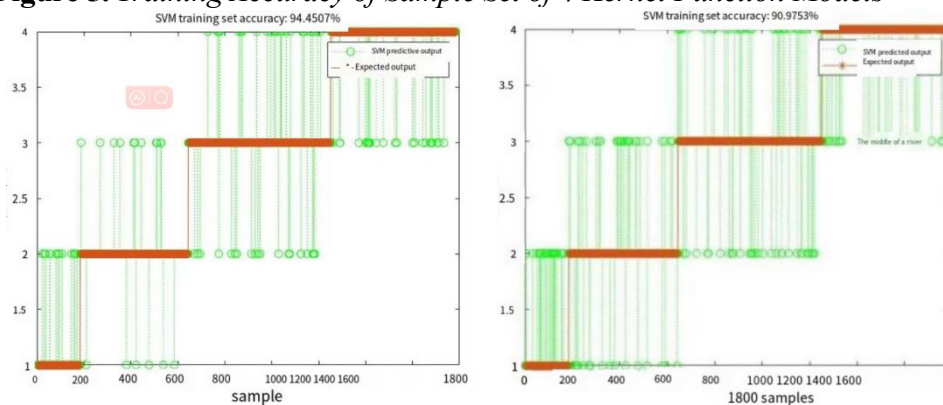 Figure 3. Training Accuracy of Sample Set of 4 Kernel Function Models
SVM training set accuracy: 94.4507%
4
3.5
3
2.5
2
1.5
1
SVM predictive output
Expected output
AI
0 200 400 600 800 1000 1200 1400 1600 1800
sample
SVM training set accuracy: 90.9753%
4
3.5
3
2.5
2
1.5
1
SVM predicted output
Expected output
The middle of a river
0 200 400 600 1000 1200 1400 1600
1800 samples